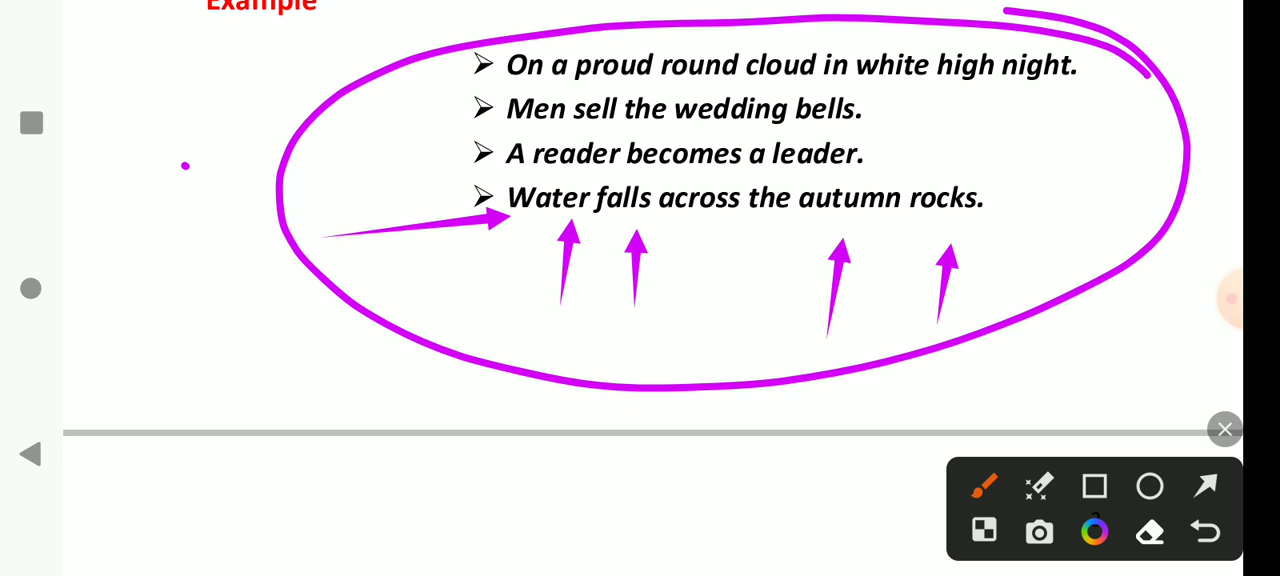 Example
➢ On a proud round cloud in white high night.
➢ Men sell the wedding bells.
➢ A reader becomes a leader.
➢ Water falls across the autumn rocks.